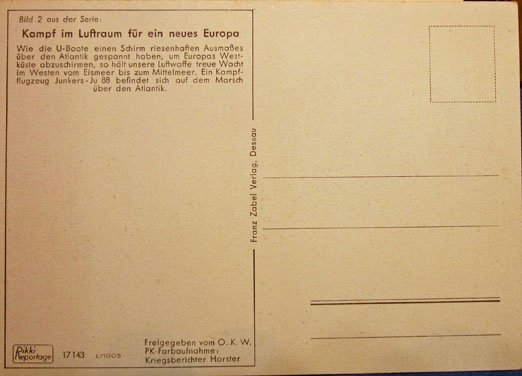 Bild 2 aus der Serie:
Kampf im Luftraum für ein neues Europa
Wie die U-Boote einen Schirm riesenhaften Ausmaßes
über den Atlantik gespannt haben, um Europas West-
küste abzuschirmen, so hält unsere Luftwaffe treue Wacht
im Westen vom Eismeer bis zum Mittelmeer. Ein Kampf-
flugzeug Junkers-Ju 88 befindet sich auf dem Marsch
über den Atlantik.
Franz Zabel Verlag, Dessau
Rikki
Reportage
17143
Freigegeben vom O. K. W.
PK-Farbaufnahme:
Kriegsberichter Horster